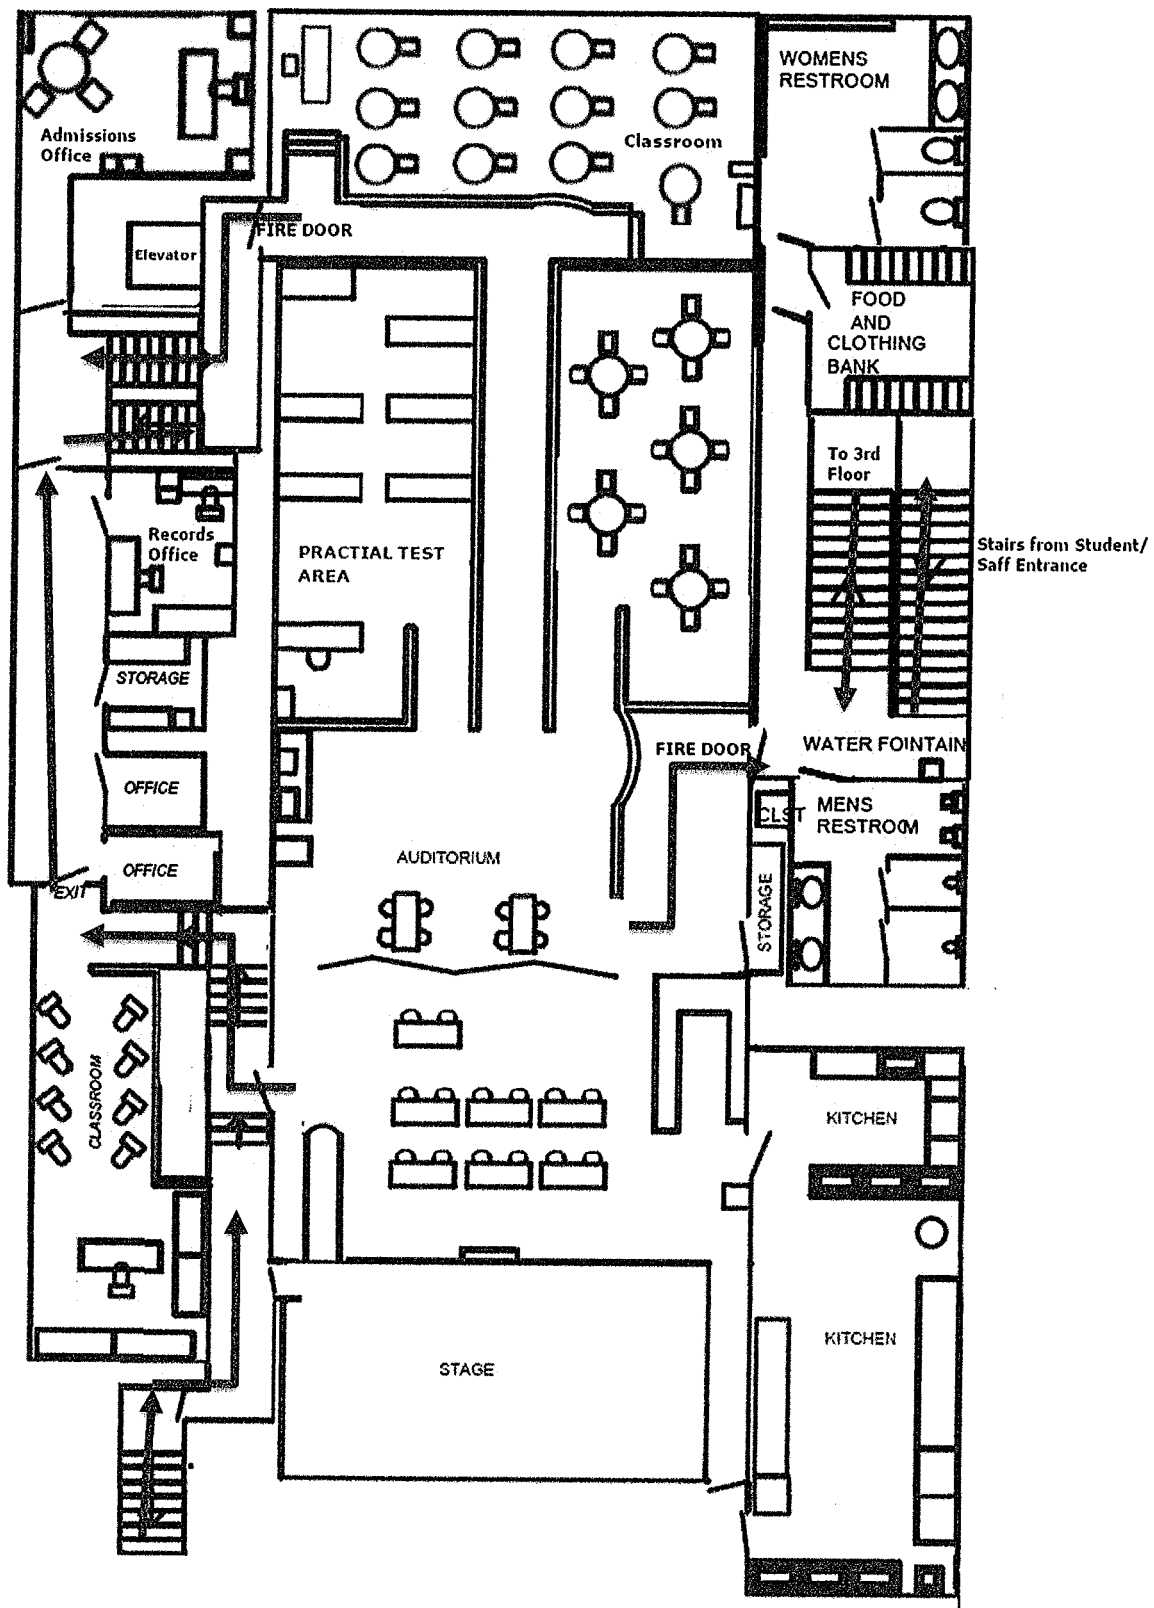 WOMENS
RESTROOM
Admissions
Office
Classroom
FIRE DOOR
Elevator
FOOD
AND
CLOTHING
BANK
To 3rd
Floor
Records
Office
PRACTIAL TEST
AREA
Stairs from Student/
Saff Entrance
STORAGE
FIRE DOOR
WATER FOINTAIN
OFFICE
CLST
MENS
RESTROOM
AUDITORIUM
OFFICE
EXIT
STORAGE
CLASSROOM
KITCHEN
KITCHEN
STAGE